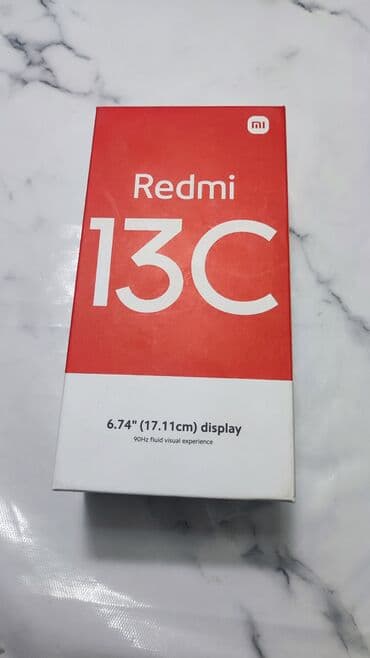 mi
Redmi
13C
6.74" (17.11cm) display
90Hz fluid visual experience